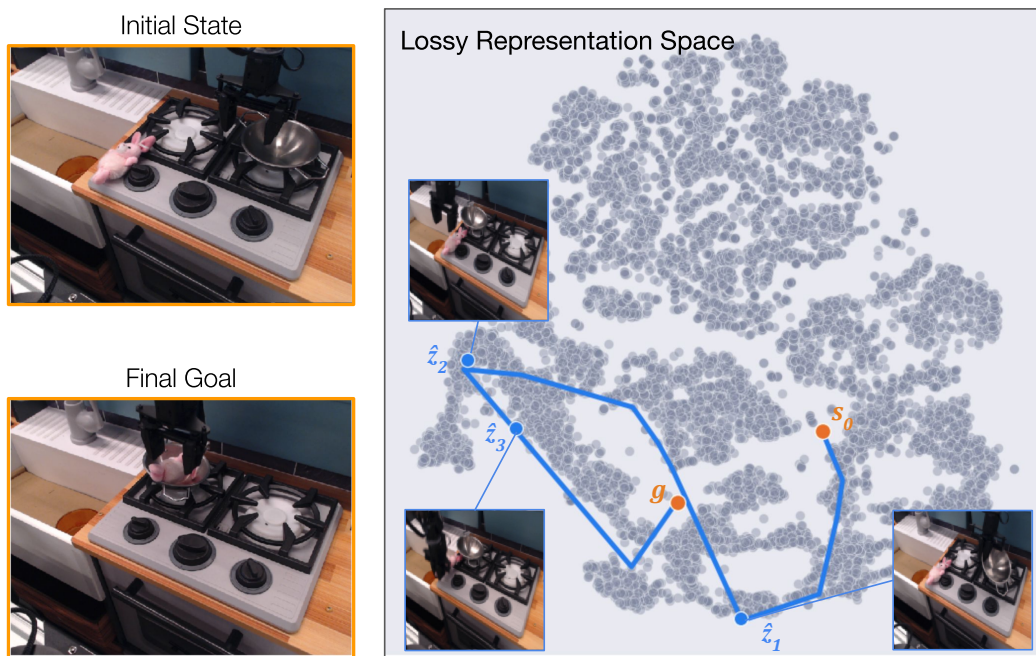 Initial State
Final Goal
Lossy Representation Space
ẑ₂
ẑ₃
s₀
g
ẑ₁